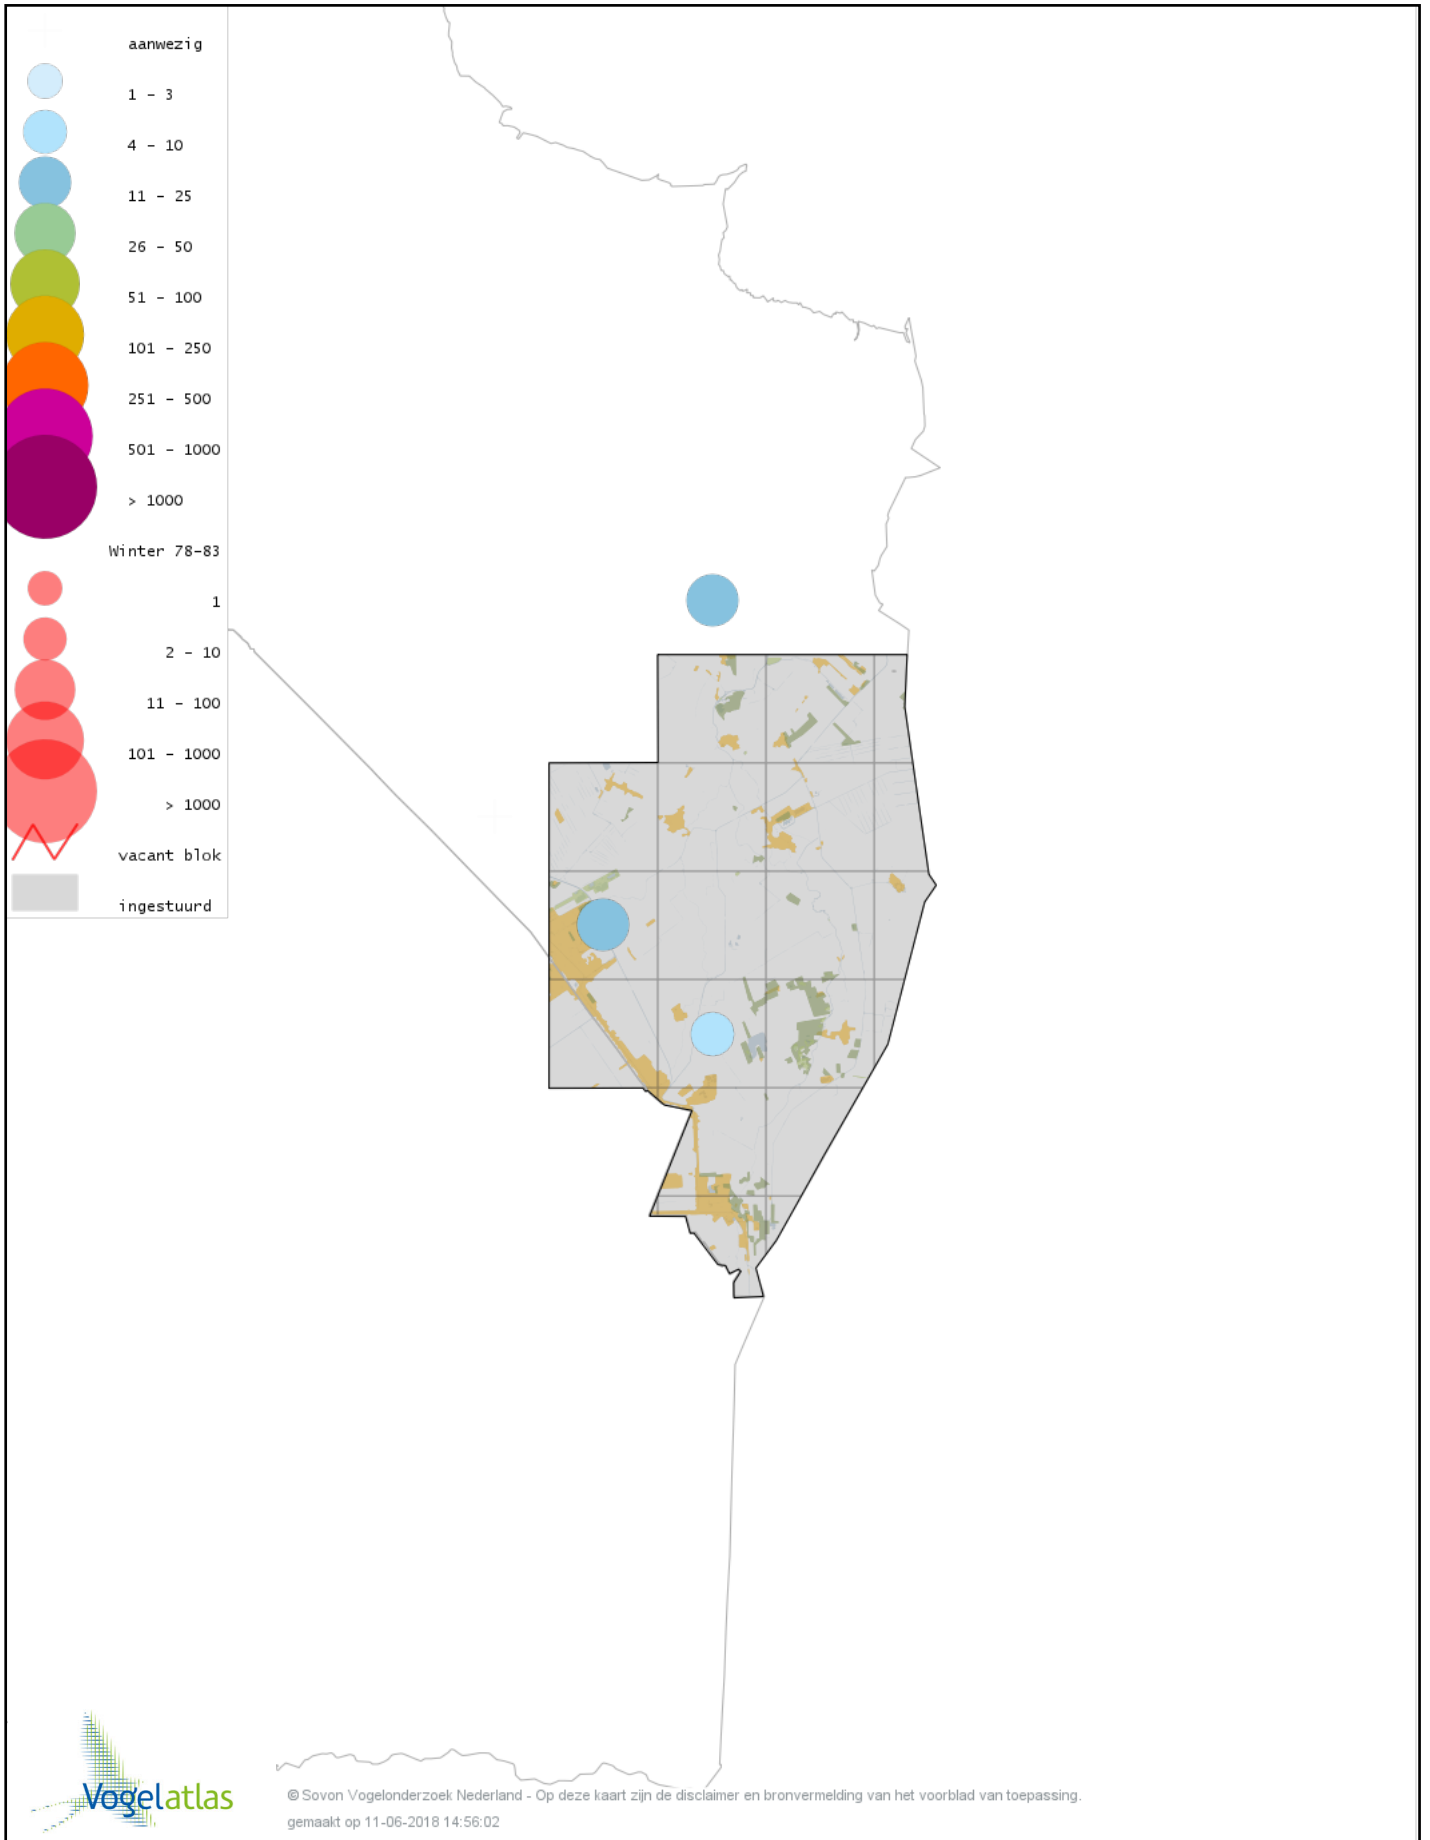 aanwezig
1 - 3
4 - 10
11 - 25
26 - 50
51 - 100
101 - 250
251 - 500
501 - 1000
> 1000
Winter 78-83
1
2 - 10
11 - 100
101 - 1000
> 1000
vacant blok
ingestuurd
Vogelatlas
© Sovon Vogelonderzoek Nederland - Op deze kaart zijn de disclaimer en bronvermelding van het voorblad van toepassing.
gemaakt op 11-06-2018 14:56:02